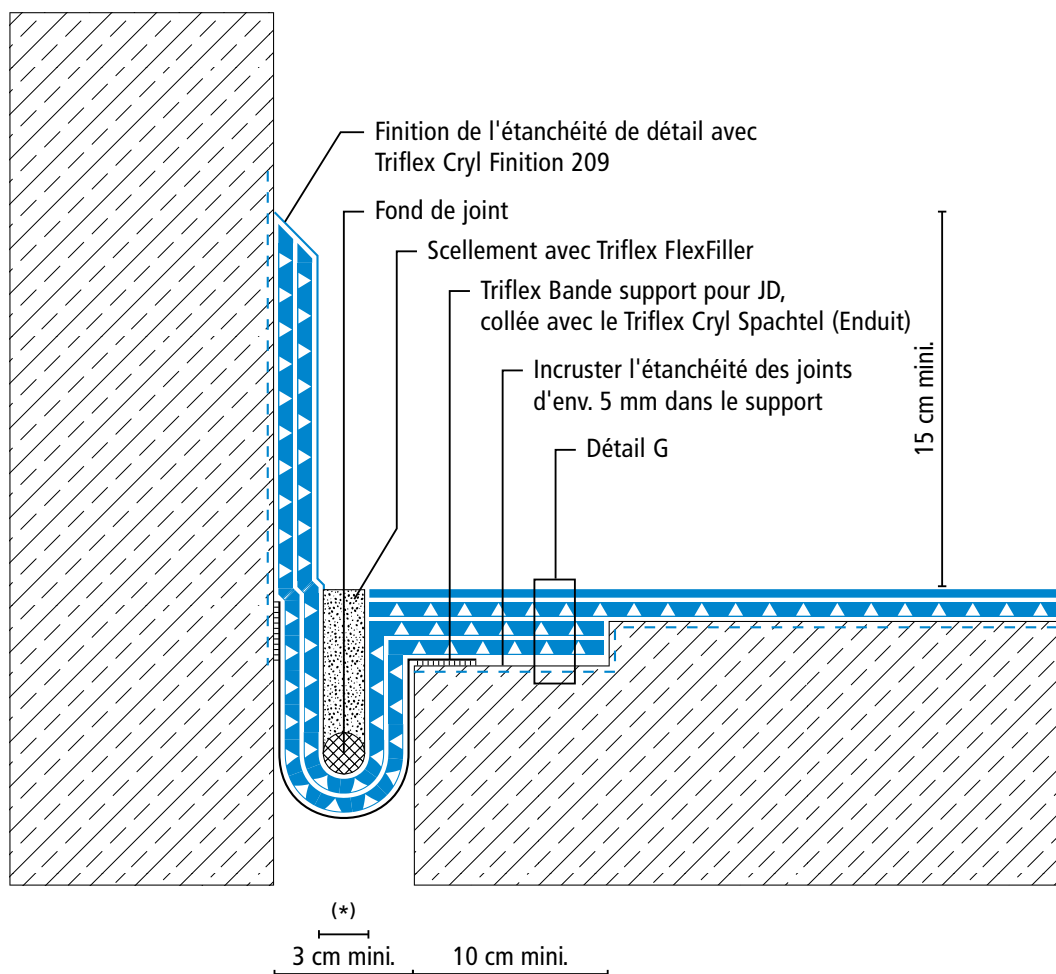 Finition de l'étanchéité de détail avec
Triflex Cryl Finition 209
Fond de joint
Scellement avec Triflex FlexFiller
Triflex Bande support pour JD,
collée avec le Triflex Cryl Spachtel (Enduit)
Incruster l'étanchéité des joints
d'env. 5 mm dans le support
Détail G
15 cm mini.
(*)
3 cm mini.
10 cm mini.